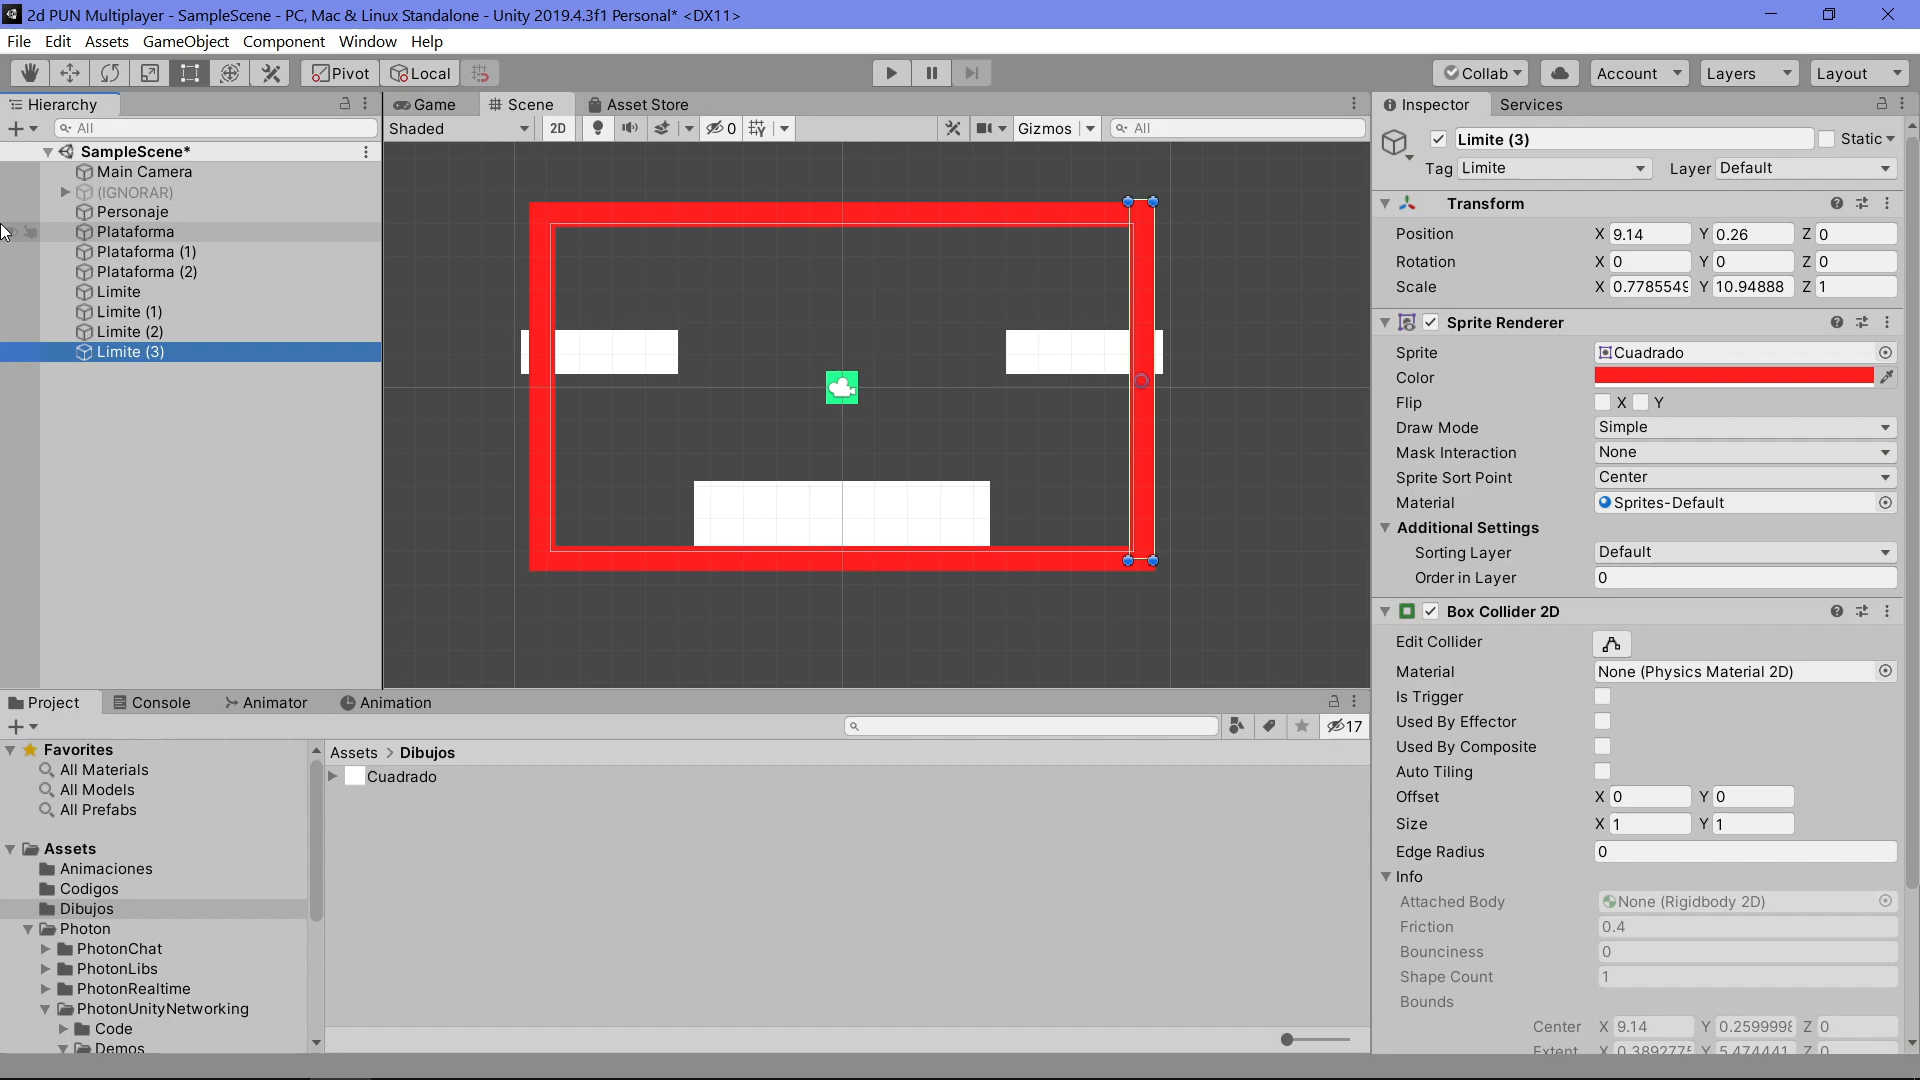 2d PUN Multiplayer - SampleScene - PC, Mac & Linux Standalone - Unity 2019.4.3f1 Personal* <DX11>
File Edit Assets GameObject Component Window Help
Pivot Local Collab Account Layers Layout
Hierarchy Game Scene Asset Store Inspector Services
All Shaded 2D 0 Gizmos All
SampleScene*
Main Camera
(IGNORAR)
Personaje
Plataforma
Plataforma (1)
Plataforma (2)
Limite
Limite (1)
Limite (2)
Limite (3)
Limite (3) Static
Tag Limite Layer Default
Transform
Position X 9.14 Y 0.26 Z 0
Rotation X 0 Y 0 Z 0
Scale X 0.7785549 Y 10.94888 Z 1
Sprite Renderer
Sprite Cuadrado
Color
Flip X Y
Draw Mode Simple
Mask Interaction None
Sprite Sort Point Center
Material Sprites-Default
Additional Settings
Sorting Layer Default
Order in Layer 0
Box Collider 2D
Edit Collider
Material None (Physics Material 2D)
Is Trigger
Used By Effector
Used By Composite
Auto Tiling
Offset X 0 Y 0
Size X 1 Y 1
Edge Radius 0
Info
Attached Body None (Rigidbody 2D)
Friction 0.4
Bounciness 0
Shape Count 1
Bounds
Center X 9.14 Y 0.259999 Z 0
Extent X 0.389277 Y 5.474441 Z 0
Project Console Animator Animation
17
Favorites
All Materials
All Models
All Prefabs
Assets
Animaciones
Codigos
Dibujos
Photon
PhotonChat
PhotonLibs
PhotonRealtime
PhotonUnityNetworking
Code
Demos
Assets > Dibujos
Cuadrado